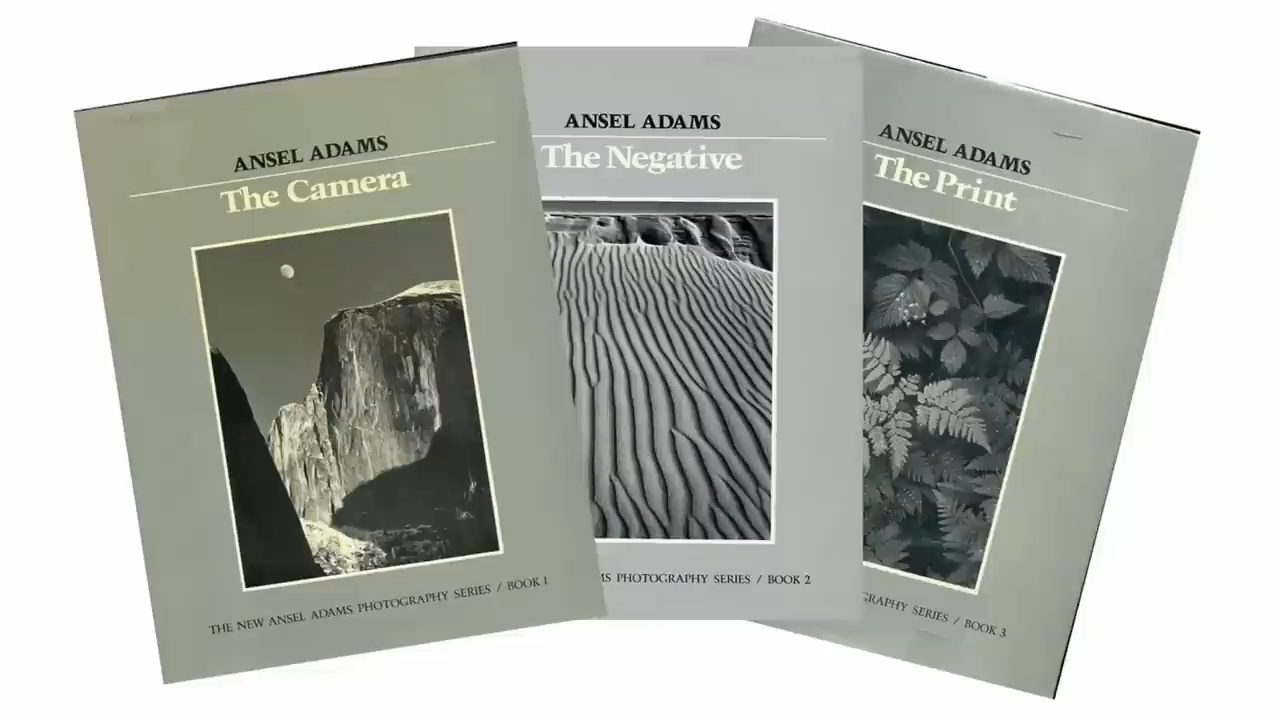 ANSEL ADAMS
The Camera
THE NEW ANSEL ADAMS PHOTOGRAPHY SERIES / BOOK 1
ANSEL ADAMS
The Negative
MS PHOTOGRAPHY SERIES / BOOK 2
ANSEL ADAMS
The Print
GRAPHY SERIES / BOOK 3